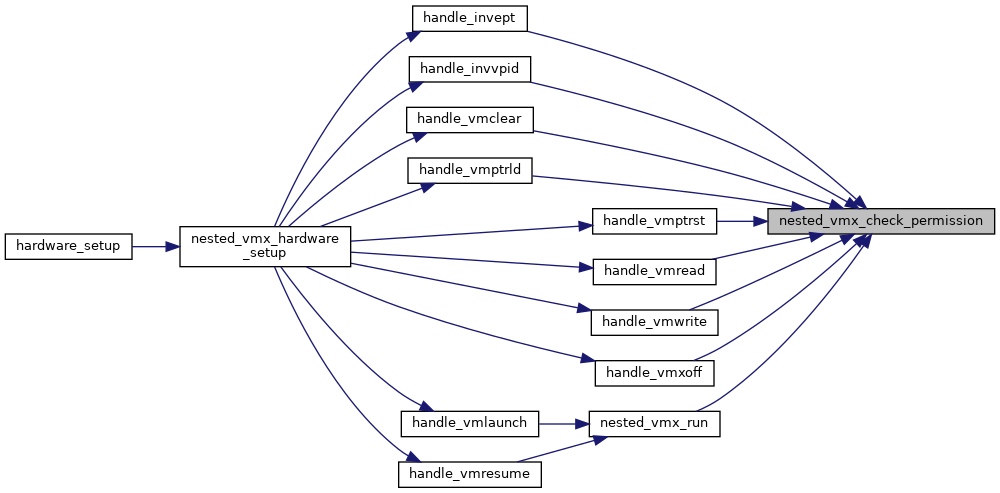 handle_invept
handle_invvpid
handle_vmclear
handle_vmptrld
handle_vmptrst
nested_vmx_check_permission
hardware_setup
nested_vmx_hardware
_setup
handle_vmread
handle_vmwrite
handle_vmxoff
handle_vmlaunch
nested_vmx_run
handle_vmresume